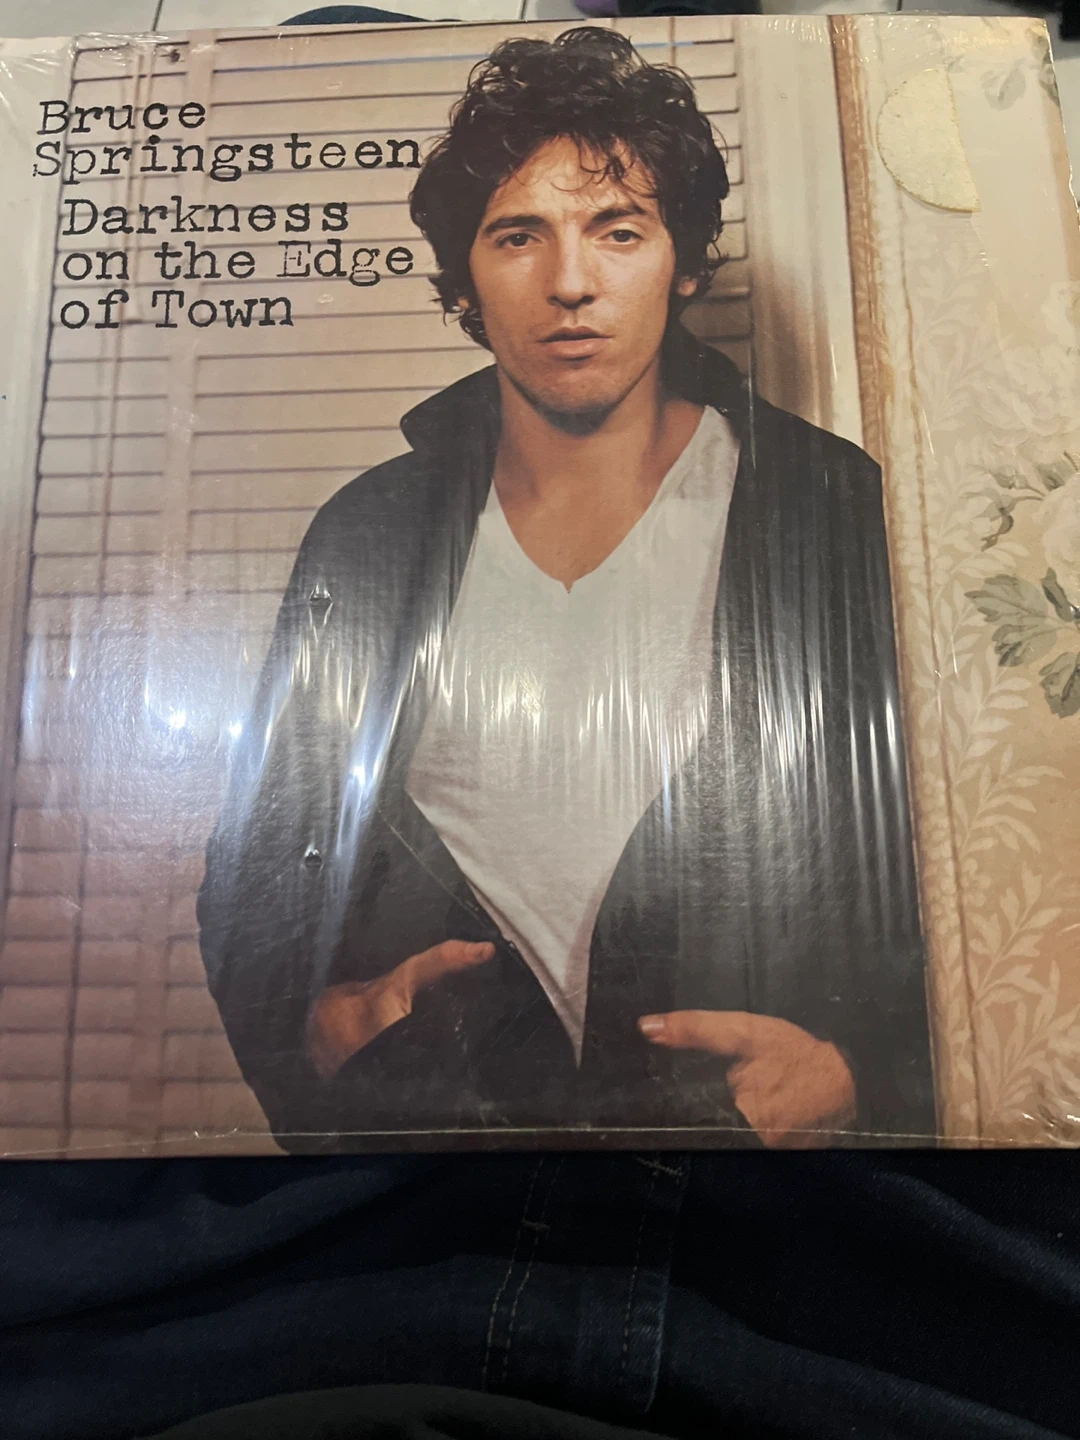 Bruce
Springsteen
Darkness
on the Edge
of Town